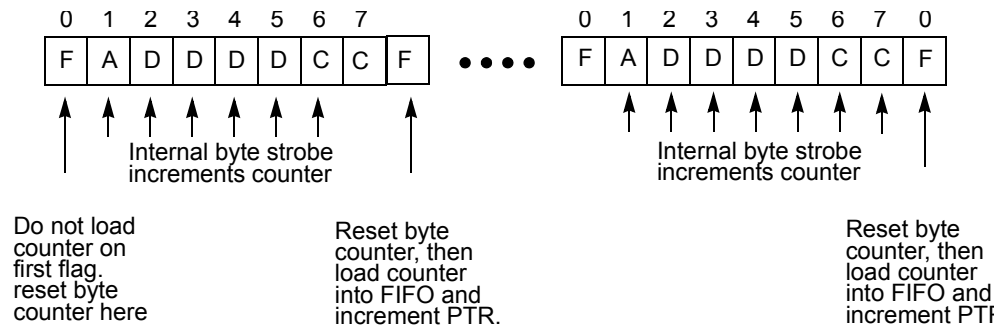 0 1 2 3 4 5 6 7 0 1 2 3 4 5 6 7 0
F A D D D D C C F F A D D D D C C F
Internal byte strobe
increments counter
Internal byte strobe
increments counter
Do not load
counter on
first flag.
reset byte
counter here
Reset byte
counter, then
load counter
into FIFO and
increment PTR.
Reset byte
counter, then
load counter
into FIFO and
increment PTR